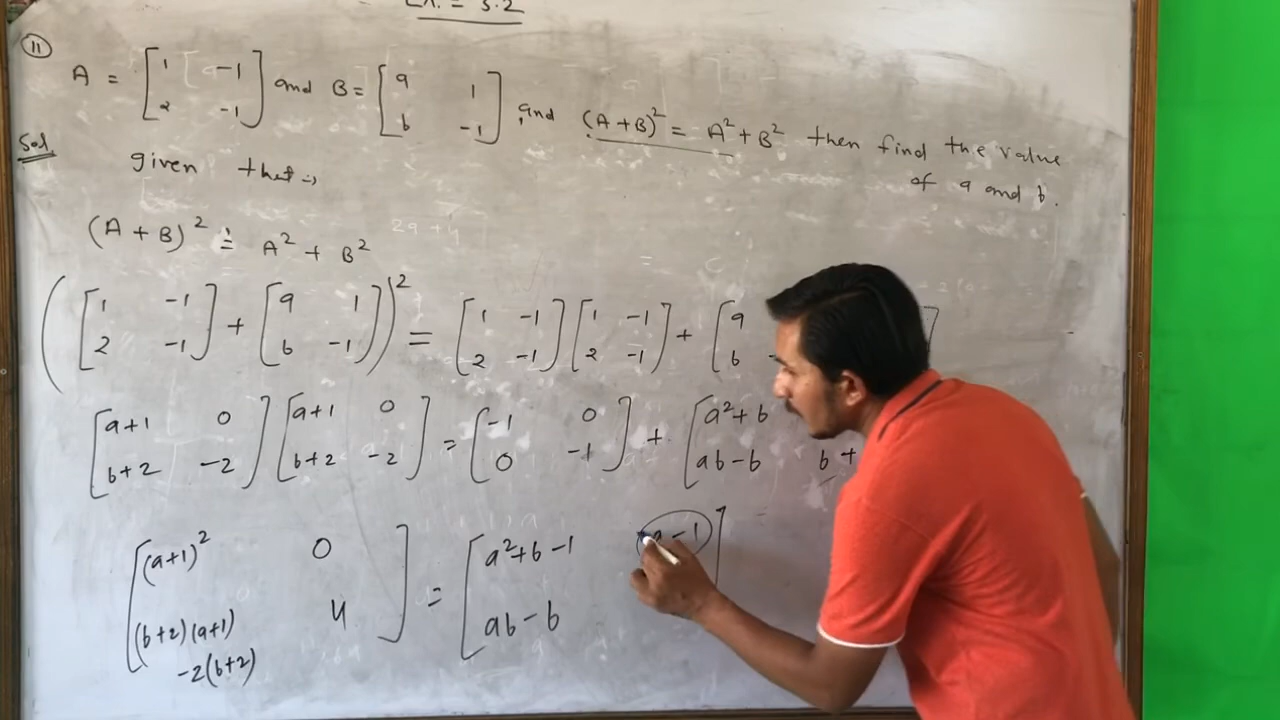 Ex. = 3.2
11
A = [1 -1; 2 -1] and B = [a 1; b -1] and (A+B)² = A² + B² then find the value
of a and b.
Sol.
given that :→
(A + B)² = A² + B²
([1 -1; 2 -1] + [a 1; b -1])² = [1 -1; 2 -1] [1 -1; 2 -1] + [a; b
[a+1 0; b+2 -2] [a+1 0; b+2 -2] = [-1 0; 0 -1] + [a²+b; ab-b b+
[(a+1)² 0; (b+2)(a+1) -2(b+2) 4] = [a²+b-1 a-1; ab-b]